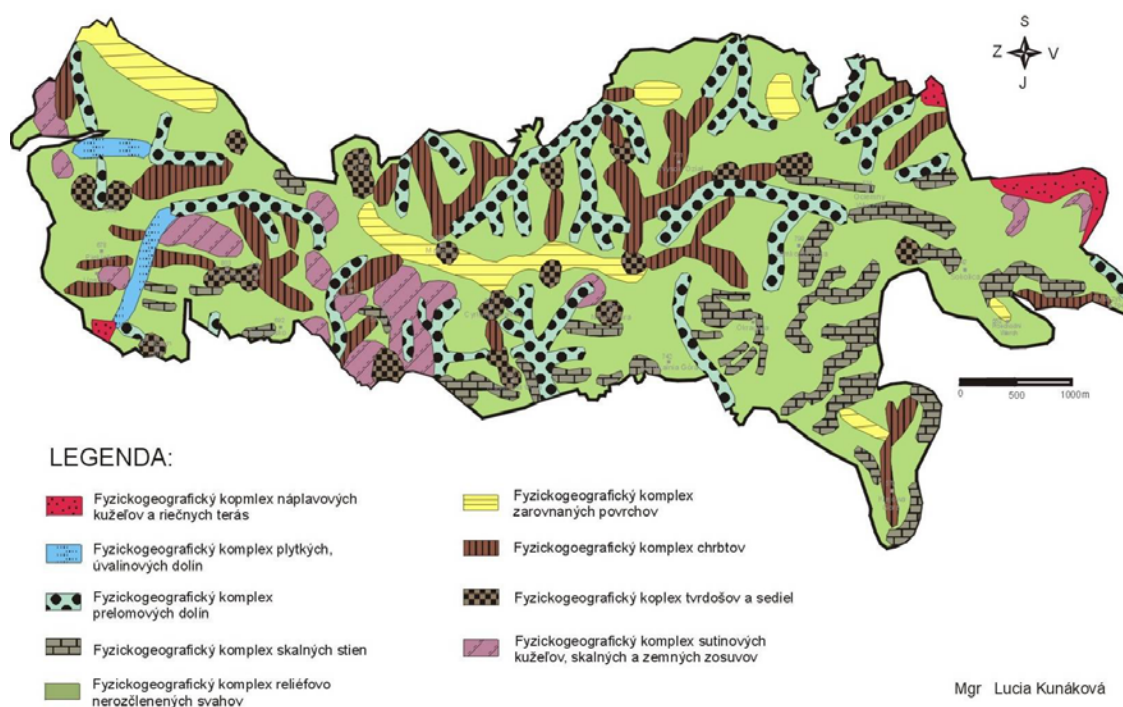 S
Z
V
J
0
500
1000m
LEGENDA:
Fyzickogeografický kopmlex náplavových
kužeľov a riečnych terás
Fyzickogeografický komplex plytkých,
úvalinových dolín
Fyzickogeografický komplex
prelomových dolín
Fyzickogeografický komplex skalných stien
Fyzickogeografický komplex reliéfovo
nerozčlenených svahov
Fyzickogeografický komplex
zarovnaných povrchov
Fyzickogoegrafický komplex chrbtov
Fyzickogeografický koplex tvrdošov a sediel
Fyzickogeografický komplex sutinových
kužeľov, skalných a zemných zosuvov
Mgr Lucia Kunáková